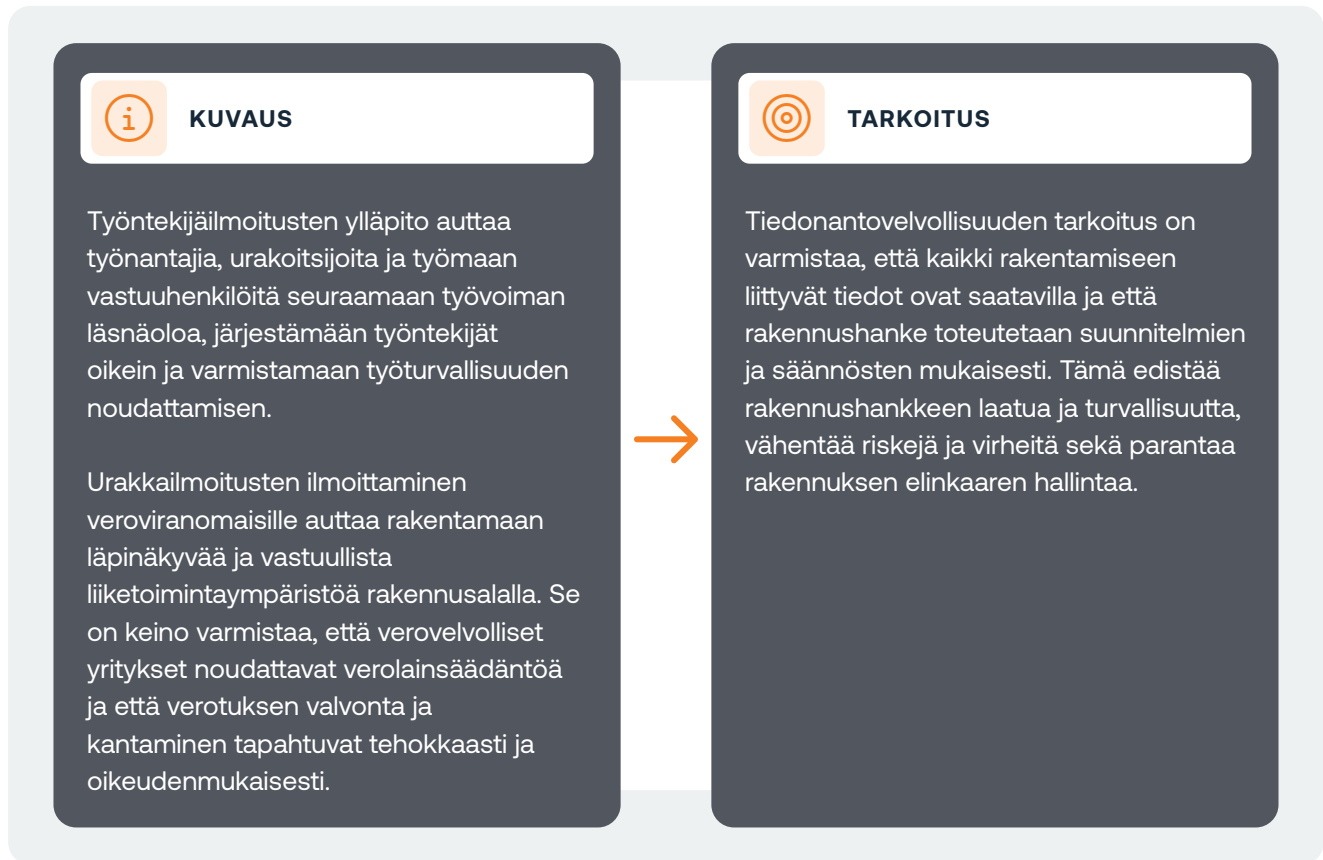 KUVAUS
Työntekijäilmoitusten ylläpito auttaa
työnantajia, urakoitsijoita ja työmaan
vastuuhenkilöitä seuraamaan työvoiman
läsnäoloa, järjestämään työntekijät
oikein ja varmistamaan työturvallisuuden
noudattamisen.
Urakkailmoitusten ilmoittaminen
veroviranomaisille auttaa rakentamaan
läpinäkyvää ja vastuullista
liiketoimintaympäristöä rakennusalalla. Se
on keino varmistaa, että verovelvolliset
yritykset noudattavat verolainsäädäntöä
ja että verotuksen valvonta ja
kantaminen tapahtuvat tehokkaasti ja
oikeudenmukaisesti.
TARKOITUS
Tiedonantovelvollisuuden tarkoitus on
varmistaa, että kaikki rakentamiseen
liittyvät tiedot ovat saatavilla ja että
rakennushanke toteutetaan suunnitelmien
ja säännösten mukaisesti. Tämä edistää
rakennushankkeen laatua ja turvallisuutta,
vähentää riskejä ja virheitä sekä parantaa
rakennuksen elinkaaren hallintaa.